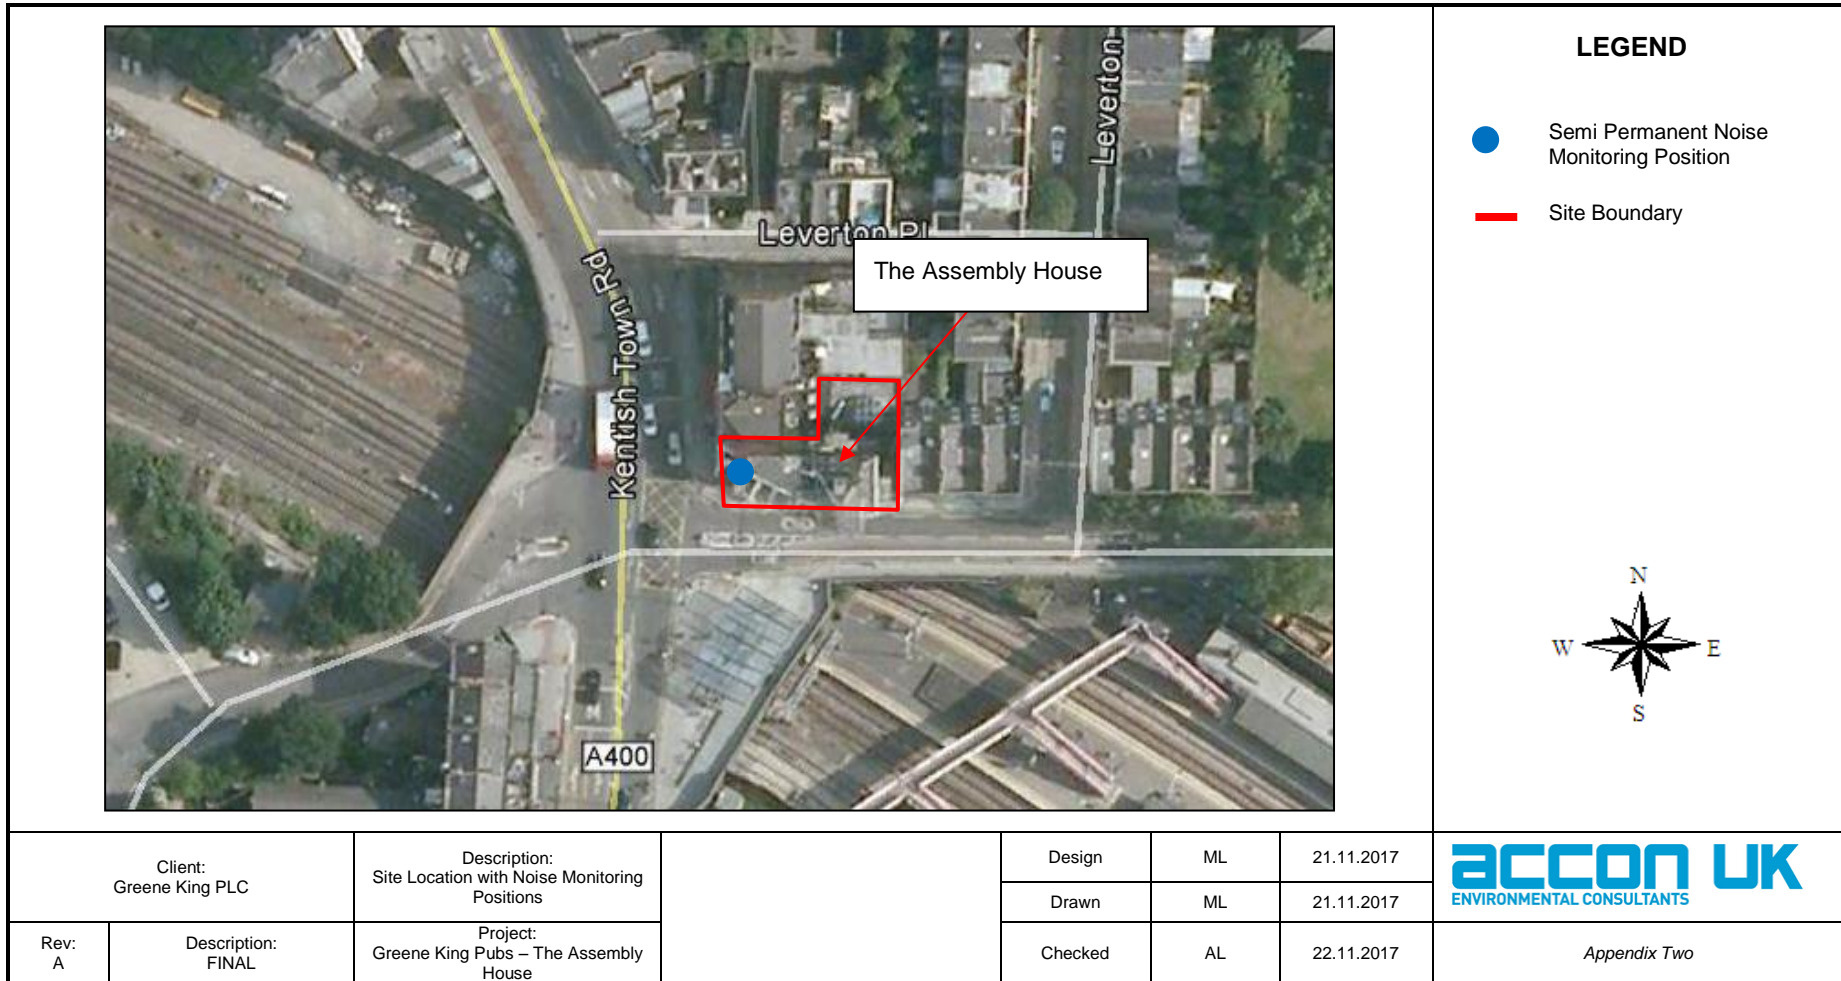 LEGEND
Semi Permanent Noise
Monitoring Position
Site Boundary
Leverton
Leverton Pl
The Assembly House
Kentish Town Rd
A400
N
W
E
S
Client:
Greene King PLC
Description:
Site Location with Noise Monitoring
Positions
Design
ML
21.11.2017
Drawn
ML
21.11.2017
accon UK
ENVIRONMENTAL CONSULTANTS
Rev:
A
Description:
FINAL
Project:
Greene King Pubs – The Assembly
House
Checked
AL
22.11.2017
Appendix Two